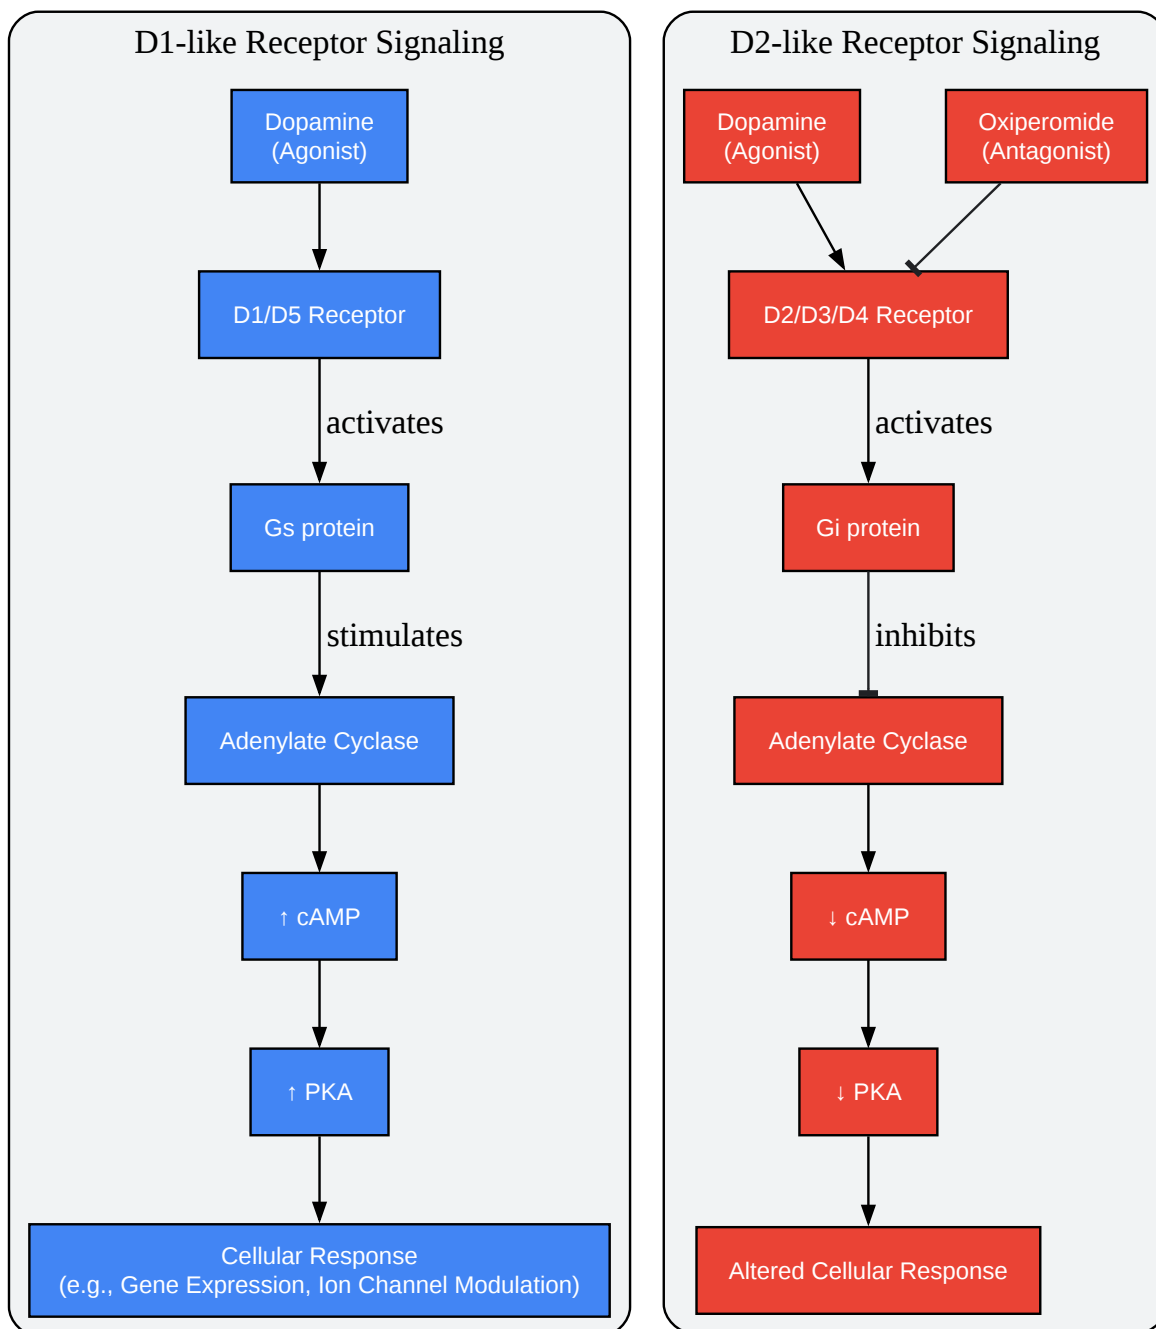 D1-like Receptor Signaling
Dopamine
(Agonist)
D1/D5 Receptor
activates
Gs protein
stimulates
Adenylate Cyclase
↑ cAMP
↑ PKA
Cellular Response
(e.g., Gene Expression, Ion Channel Modulation)
D2-like Receptor Signaling
Dopamine
(Agonist)
Oxiperomide
(Antagonist)
D2/D3/D4 Receptor
activates
Gi protein
inhibits
Adenylate Cyclase
↓ cAMP
↓ PKA
Altered Cellular Response